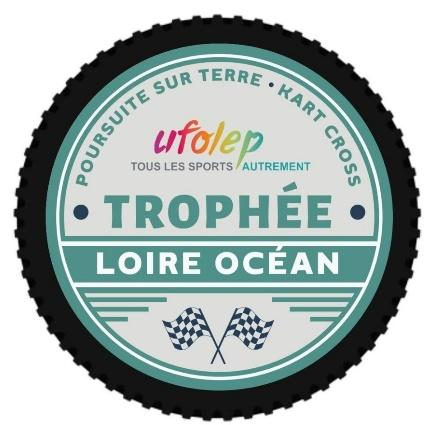 POURSUITE SUR TERRE • KART CROSS
ufolep
TOUS LES SPORTS AUTREMENT
• TROPHÉE •
LOIRE OCÉAN